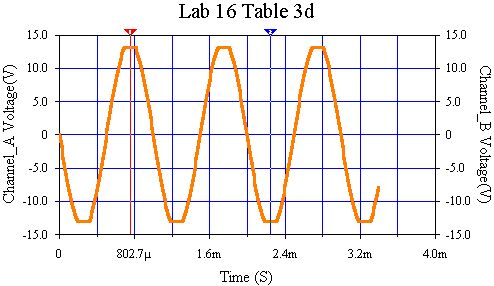 Lab 16 Table 3d
15.0
10.0
5.0
0
-5.0
-10.0
-15.0
Channel_A Voltage(V)
15.0
10.0
5.0
0
-5.0
-10.0
-15.0
Channel_B Voltage(V)
0 802.7µ 1.6m 2.4m 3.2m 4.0m
Time (S)